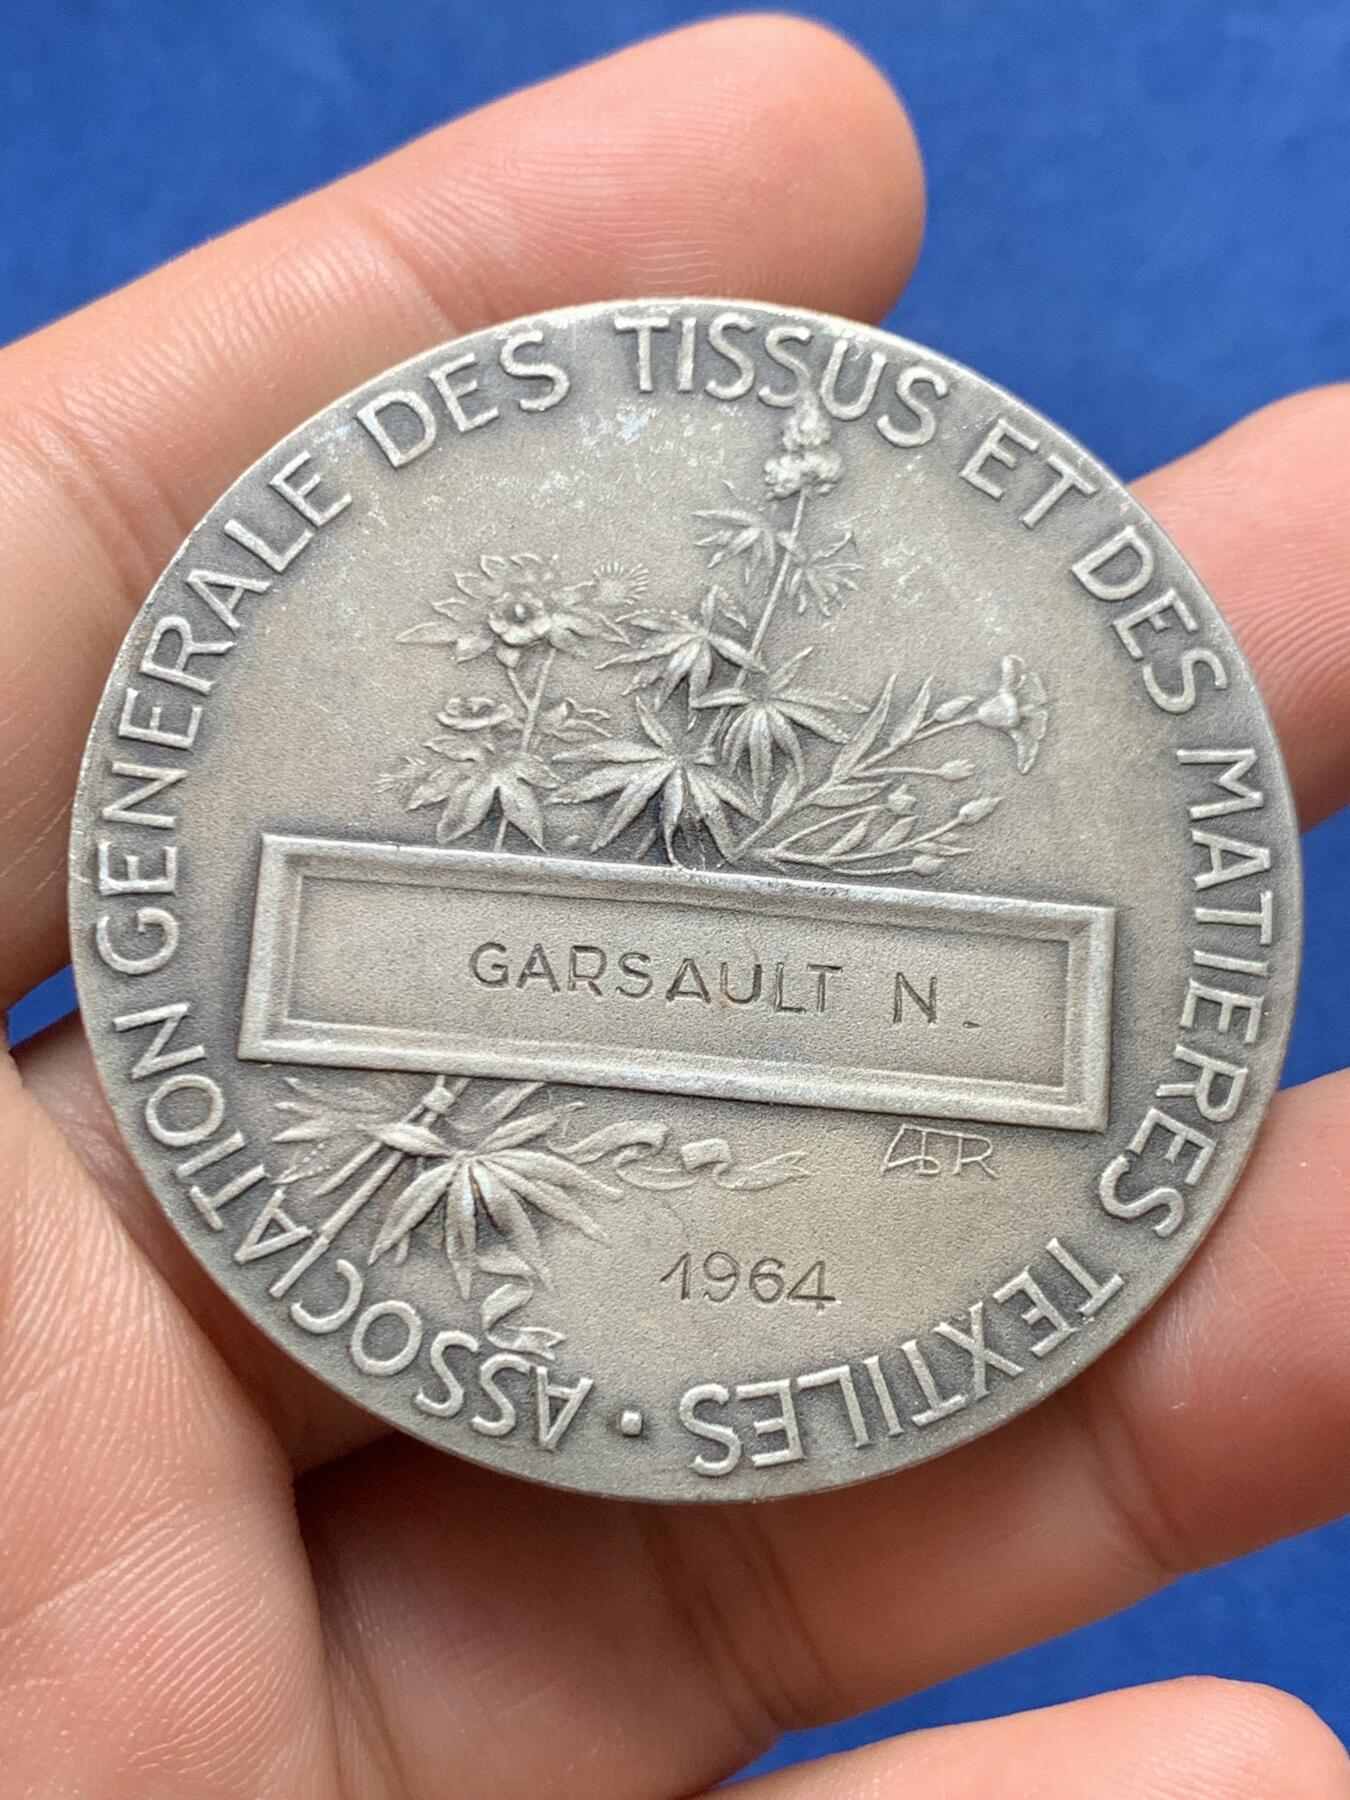 ASSOCIATION GENERALE DES TISSUS ET DES MATIERES TEXTILES .
GARSAULT N.
1964